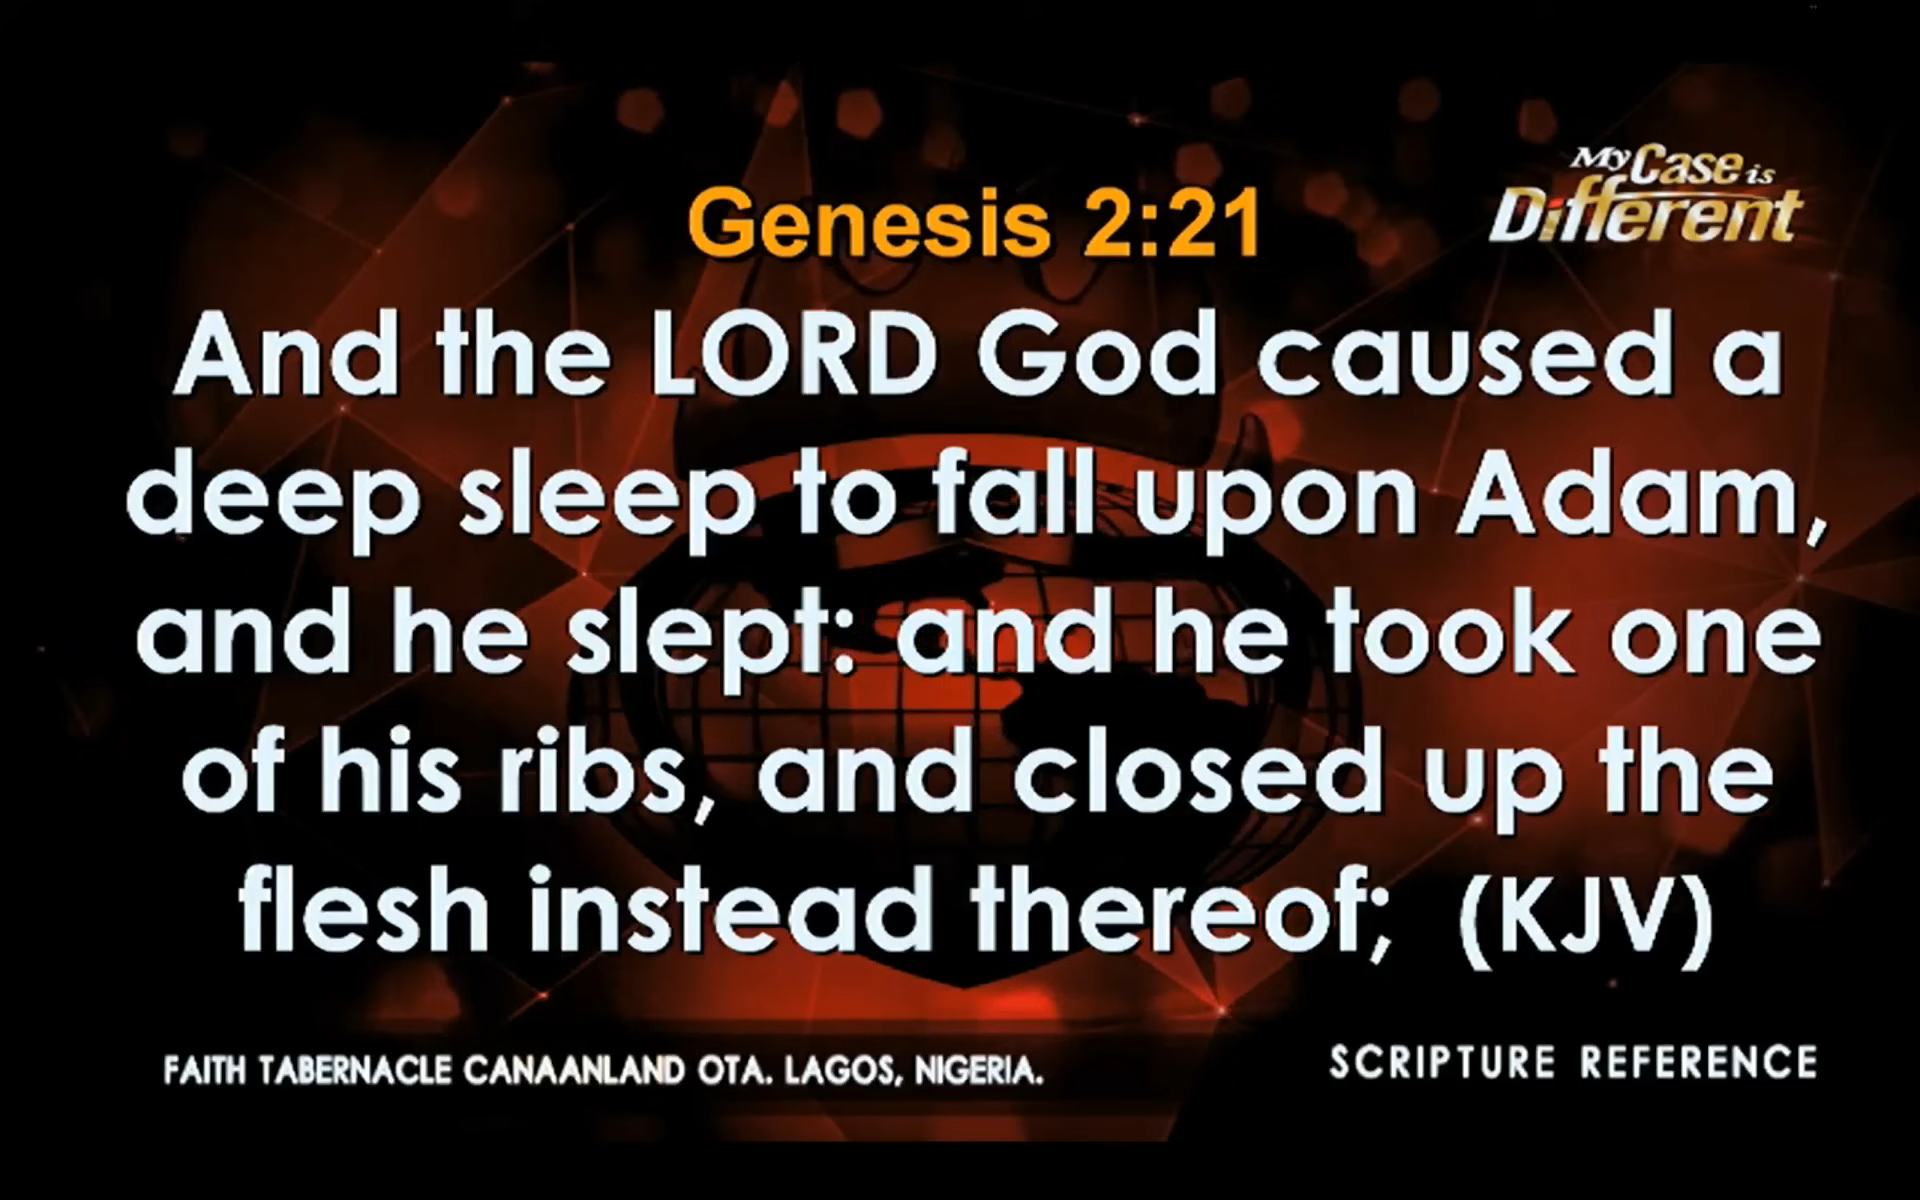 My Case is
Different
Genesis 2:21
And the LORD God caused a
deep sleep to fall upon Adam,
and he slept: and he took one
of his ribs, and closed up the
flesh instead thereof; (KJV)
FAITH TABERNACLE CANAANLAND OTA. LAGOS, NIGERIA.
SCRIPTURE REFERENCE